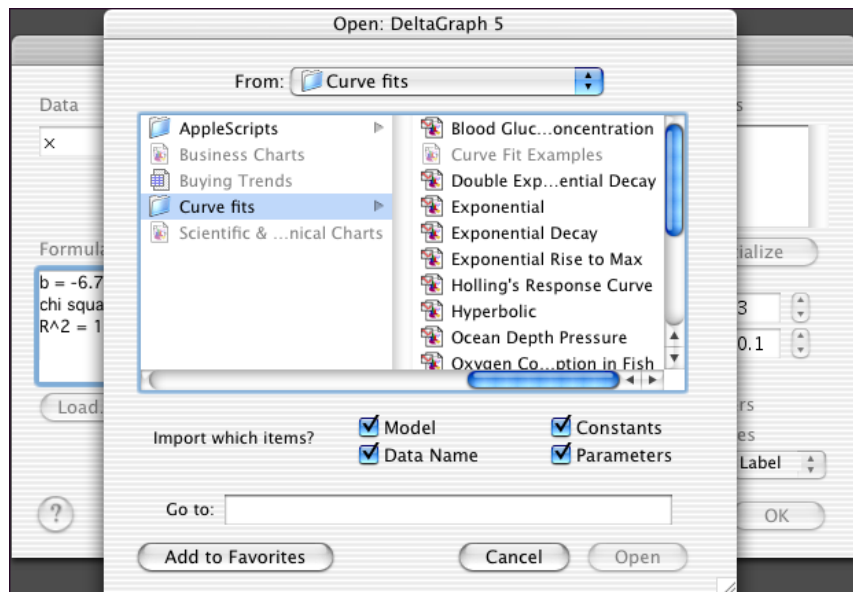 Open: DeltaGraph 5
From: Curve fits
Data
x
Formula
b = -6.7
chi squa
R^2 = 1
Load.
AppleScripts
Business Charts
Buying Trends
Curve fits
Scientific & ...nical Charts
Blood Gluc...oncentration
Curve Fit Examples
Double Exp...ential Decay
Exponential
Exponential Decay
Exponential Rise to Max
Holling's Response Curve
Hyperbolic
Ocean Depth Pressure
Oxygen Co...ption in Fish
s
ialize
3
0.1
rs
es
Label
Import which items?
Model
Constants
Data Name
Parameters
Go to:
?
OK
Add to Favorites
Cancel
Open